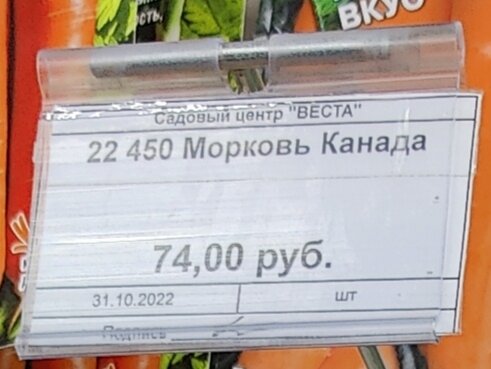 ВКУС
Садовый центр "ВЕСТА"
22 450 Морковь Канада
74,00 руб.
31.10.2022 шт
Подпись